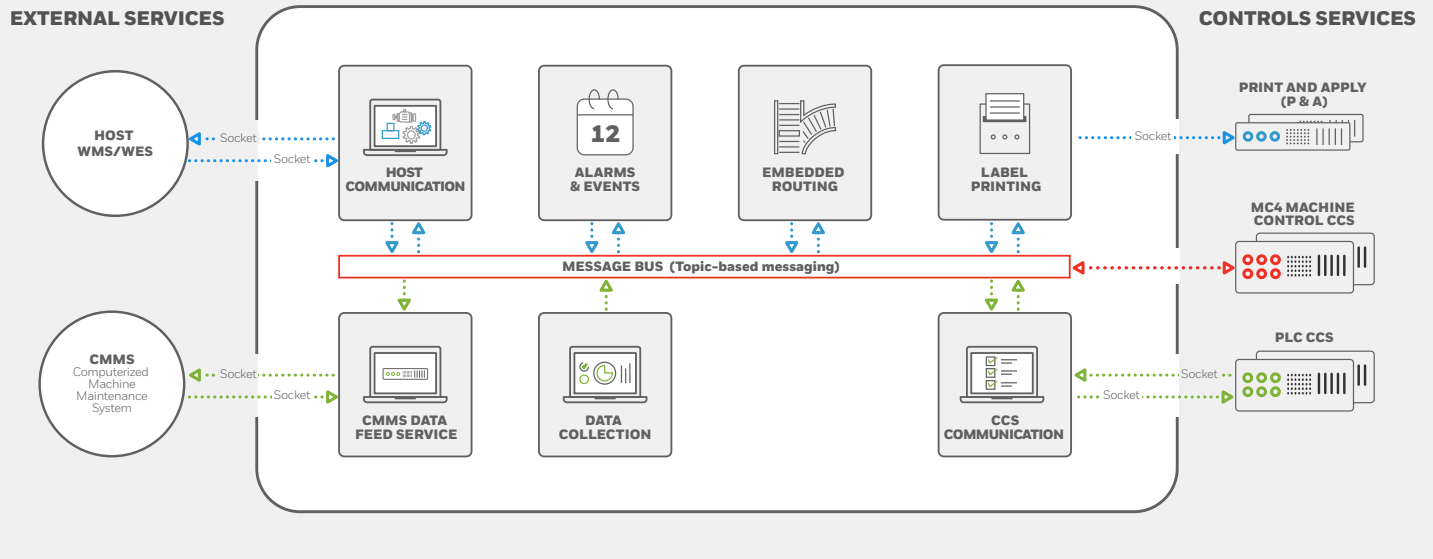 EXTERNAL SERVICES
CONTROLS SERVICES
HOST
WMS/WES
Socket
Socket
HOST
COMMUNICATION
12
ALARMS
& EVENTS
EMBEDDED
ROUTING
LABEL
PRINTING
Socket
PRINT AND APPLY
(P & A)
MESSAGE BUS (Topic-based messaging)
MC4 MACHINE
CONTROL CCS
CMMS
Computerized
Machine
Maintenance
System
Socket
Socket
CMMS DATA
FEED SERVICE
DATA
COLLECTION
CCS
COMMUNICATION
Socket
Socket
PLC CCS